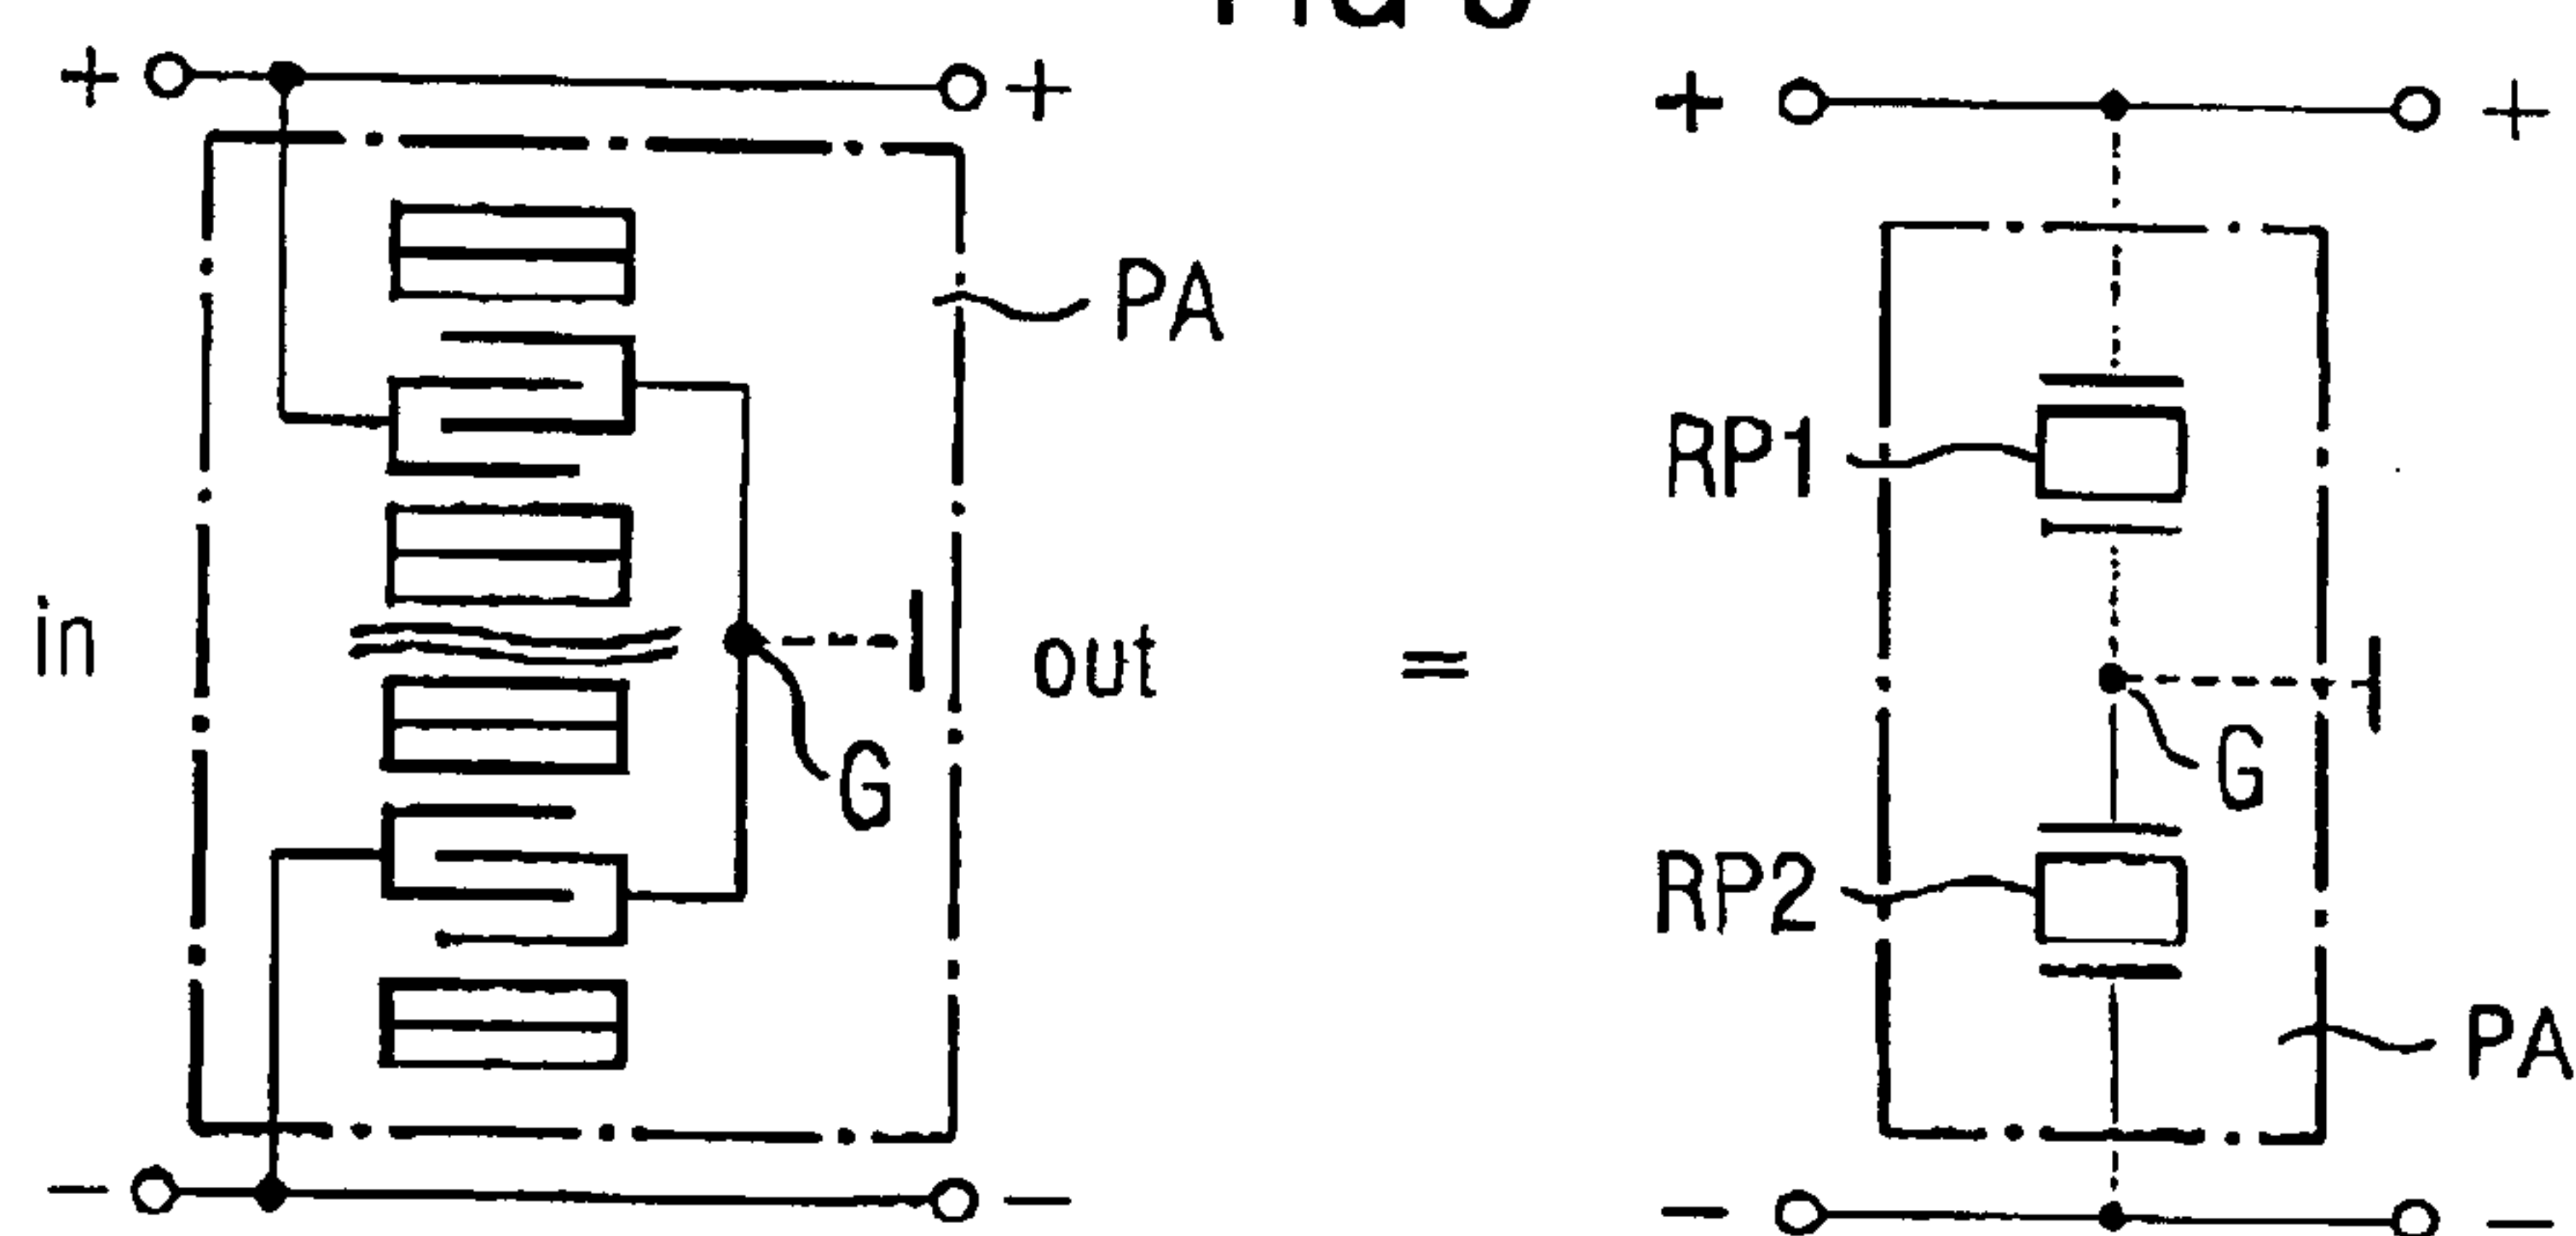 + + + +
PA
RP1
in out =
G G
RP2
PA
− − − −